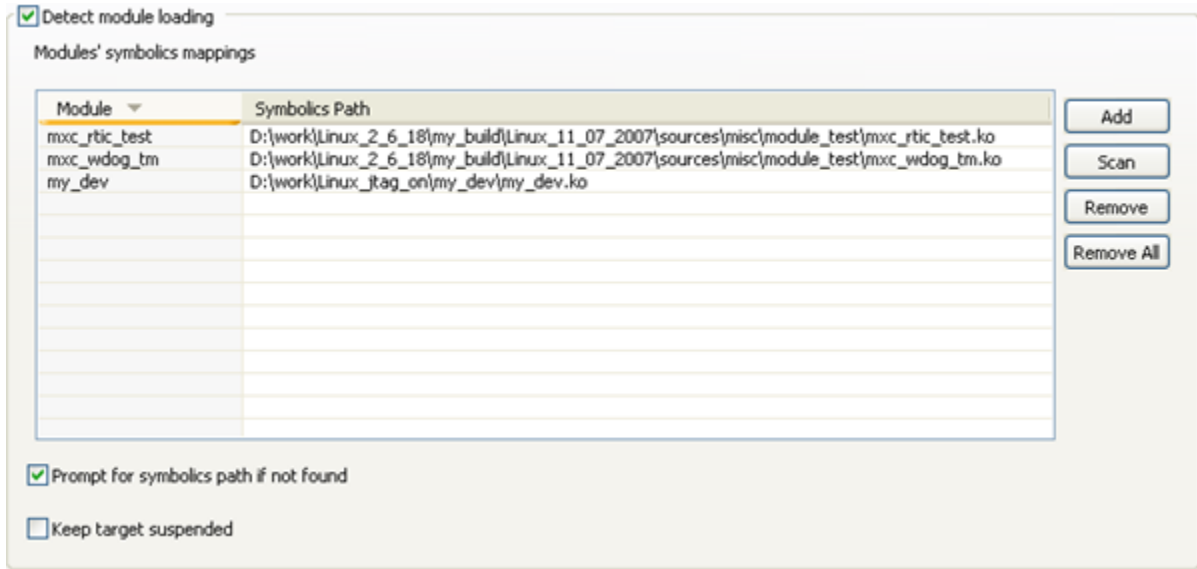 Detect module loading
Modules' symbolics mappings
Module Symbolics Path
mxc_rtic_test D:\work\Linux_2_6_18\my_build\Linux_11_07_2007\sources\misc\module_test\mxc_rtic_test.ko
mxc_wdog_tm D:\work\Linux_2_6_18\my_build\Linux_11_07_2007\sources\misc\module_test\mxc_wdog_tm.ko
my_dev D:\work\Linux_jtag_on\my_dev\my_dev.ko
Add
Scan
Remove
Remove All
Prompt for symbolics path if not found
Keep target suspended